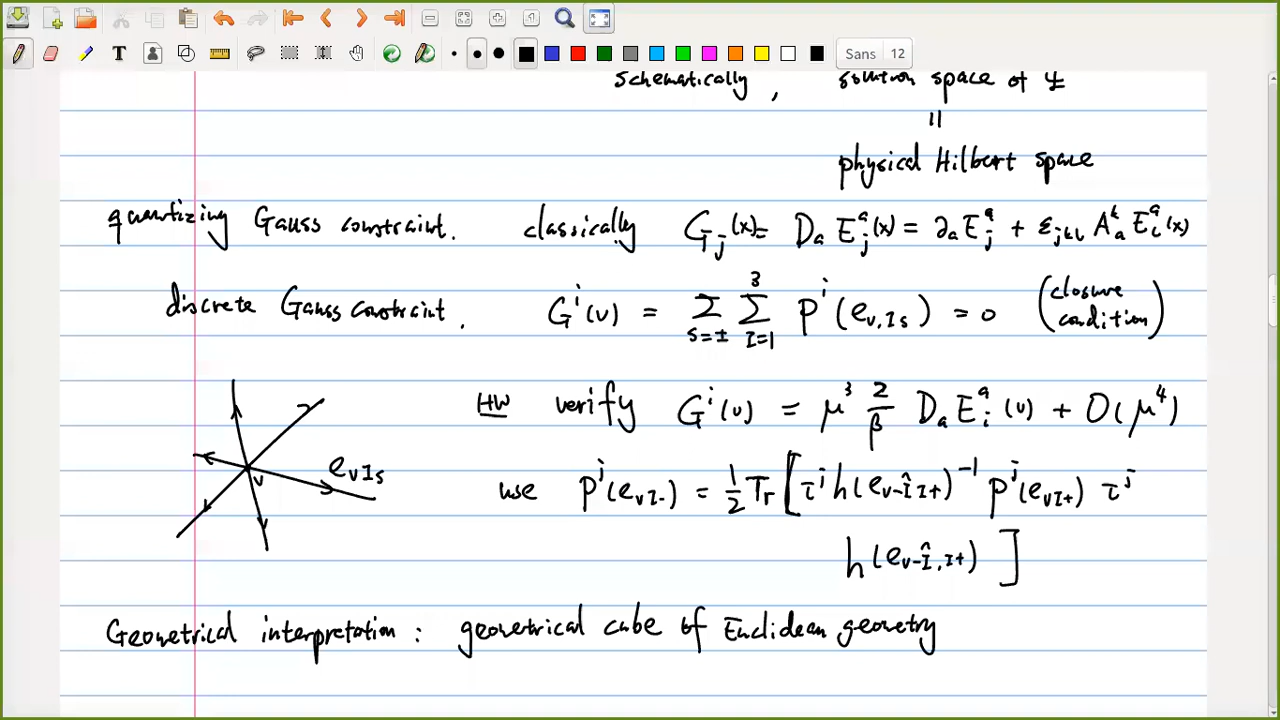 Sans 12
schematically, solution space of Ψ
||
physical Hilbert space
quantizing Gauss constraint. classically G_j(x) = D_a E^a_j(x) = ∂_a E^a_j + ε_{jkl} A^k_a E^a_l(x)
discrete Gauss constraint. G^i(v) = Σ_{s=±} Σ_{I=1}^3 p^i(e_{v,I s}) = 0 (closure condition)
HW verify G^i(v) = μ^3 2/β D_a E^a_i(v) + O(μ^4)
e_{vIs}
v
use p^i(e_{vI-}) = 1/2 Tr [ τ^i h(e_{v-Î I+})^{-1} p^j(e_{vI+}) τ^j
h(e_{v-Î,I+}) ]
Geometrical interpretation : geometrical cube of Euclidean geometry